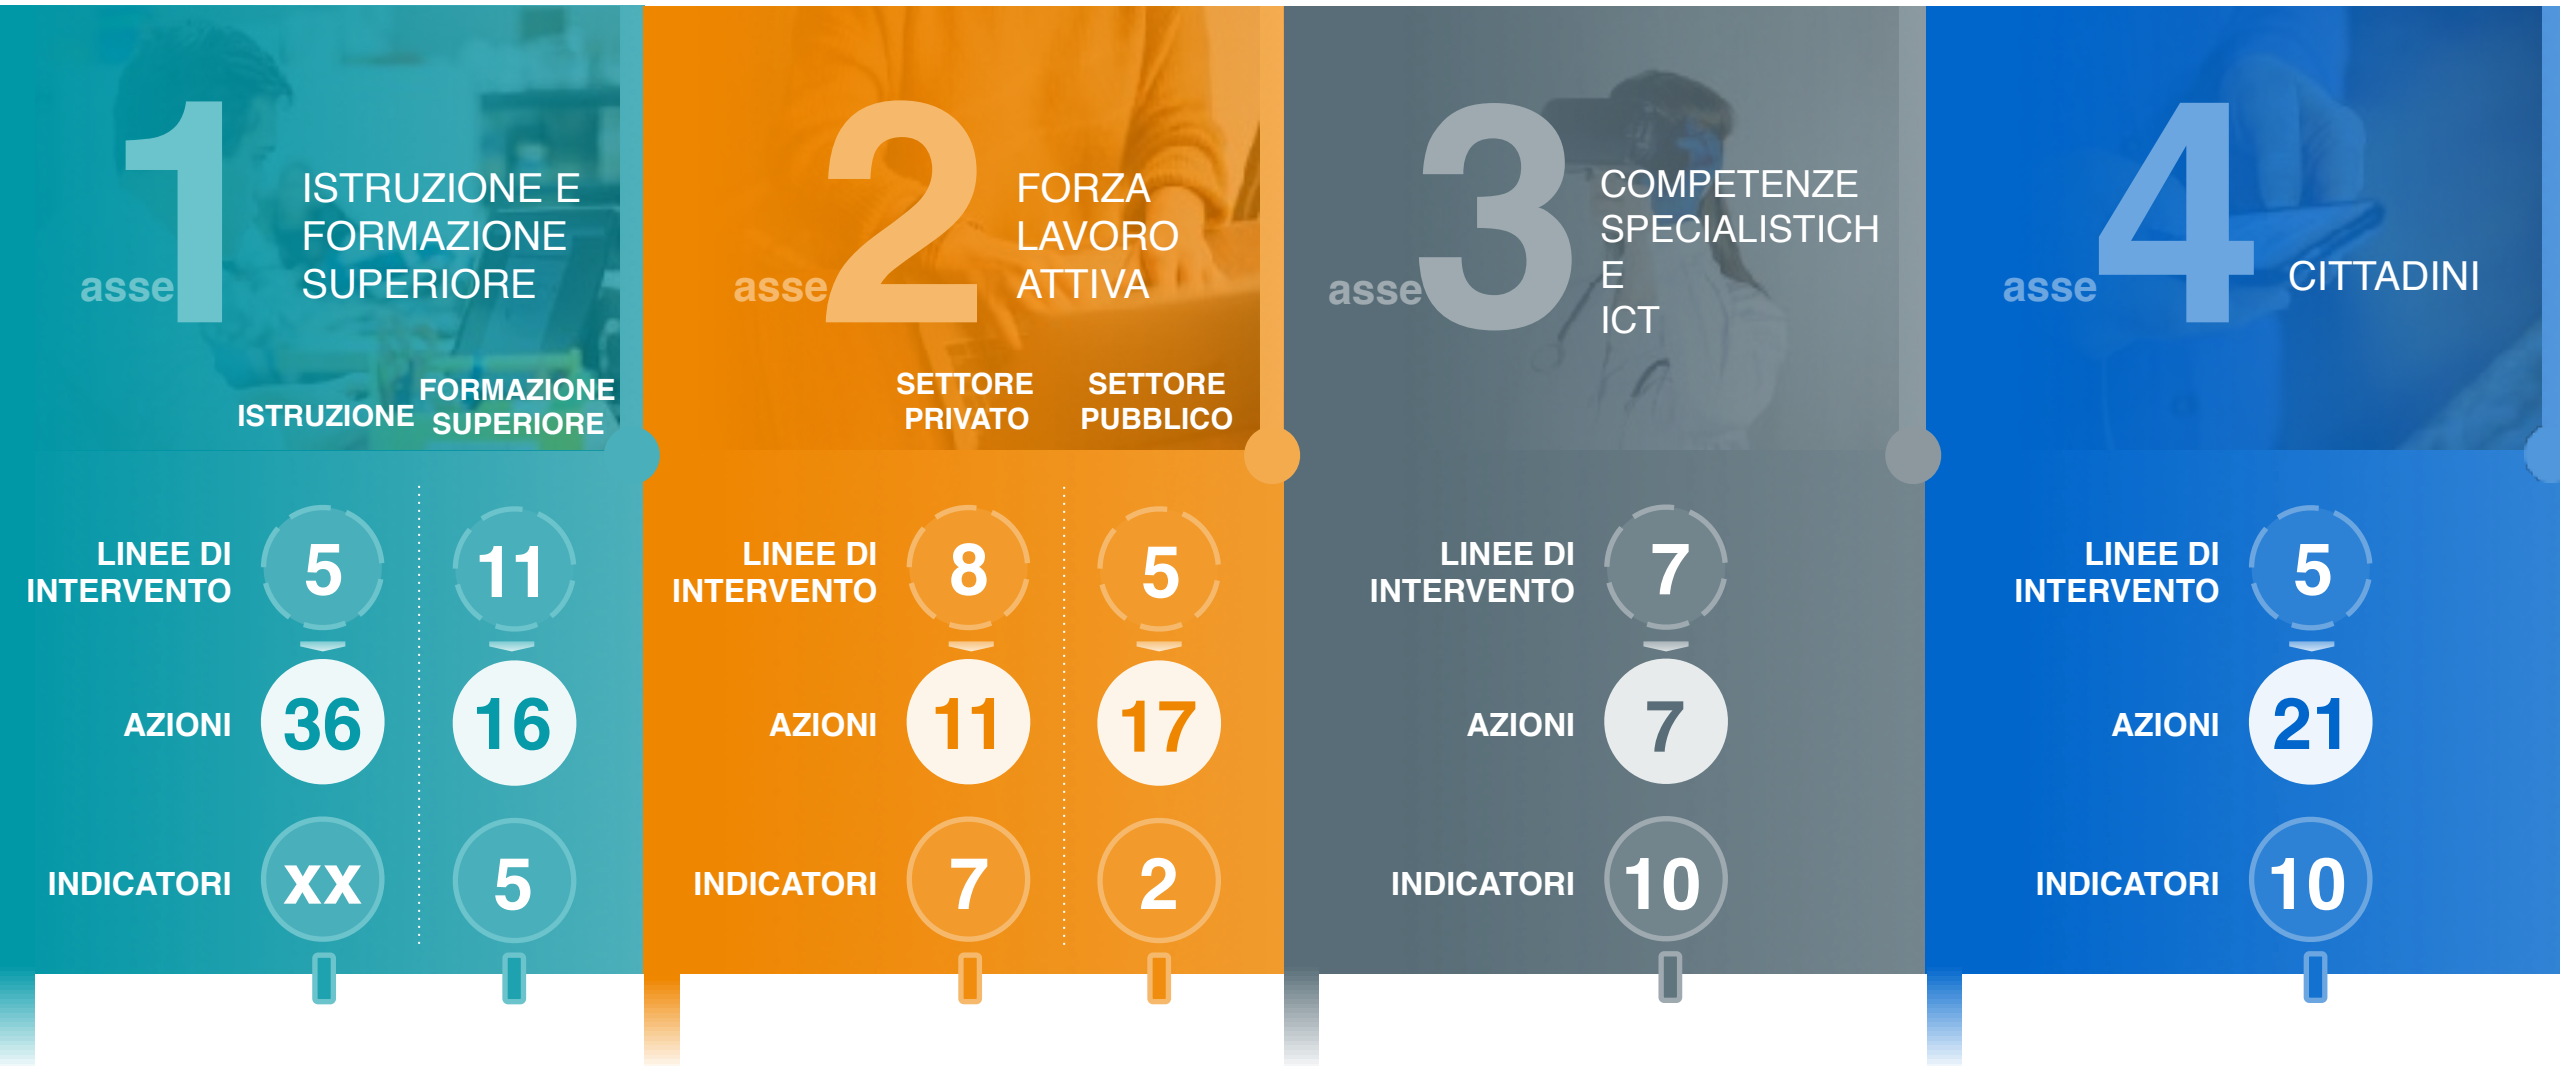 asse 1
ISTRUZIONE E
FORMAZIONE
SUPERIORE
ISTRUZIONE
FORMAZIONE
SUPERIORE
LINEE DI
INTERVENTO
5
11
AZIONI
36
16
INDICATORI
xx
5
asse 2
FORZA
LAVORO
ATTIVA
SETTORE
PRIVATO
SETTORE
PUBBLICO
LINEE DI
INTERVENTO
8
5
AZIONI
11
17
INDICATORI
7
2
asse 3
COMPETENZE
SPECIALISTICH
E
ICT
LINEE DI
INTERVENTO
7
AZIONI
7
INDICATORI
10
asse 4
CITTADINI
LINEE DI
INTERVENTO
5
AZIONI
21
INDICATORI
10